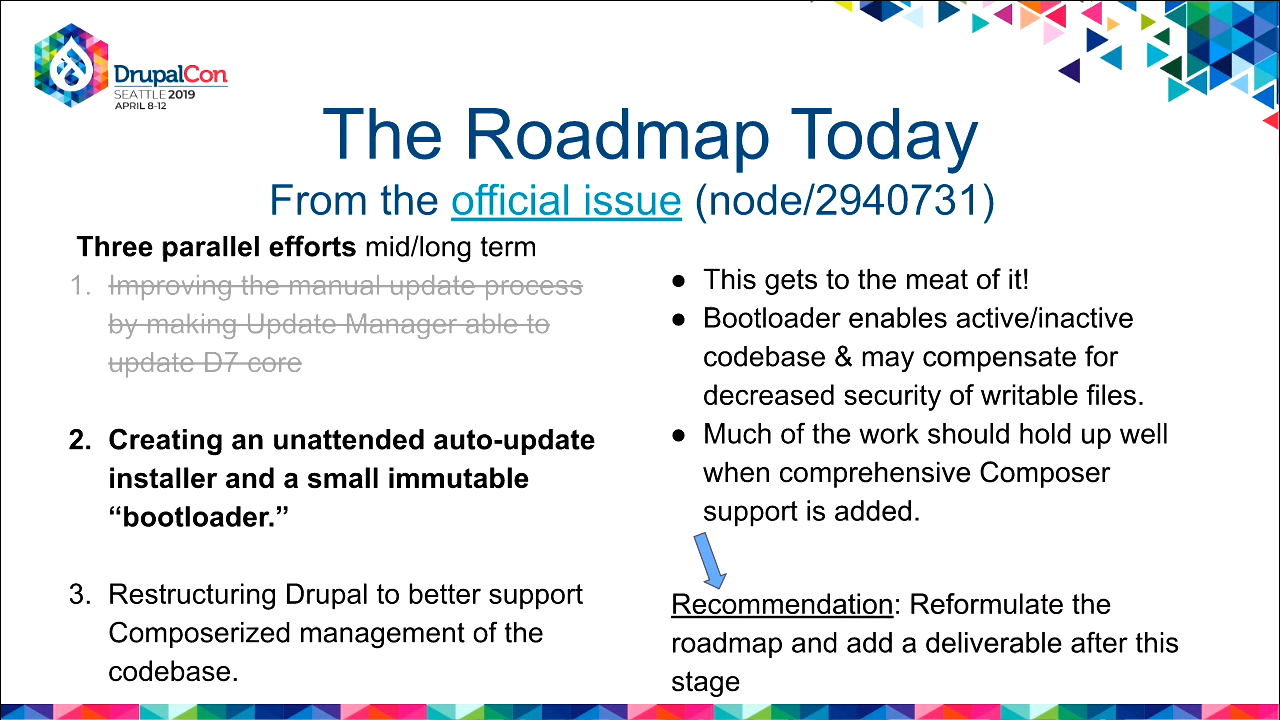 DrupalCon
SEATTLE 2019
APRIL 8-12
The Roadmap Today
From the official issue (node/2940731)
Three parallel efforts mid/long term
1. Improving the manual update process
by making Update Manager able to
update D7 core
2. Creating an unattended auto-update
installer and a small immutable
“bootloader.”
3. Restructuring Drupal to better support
Composerized management of the
codebase.
● This gets to the meat of it!
● Bootloader enables active/inactive
codebase & may compensate for
decreased security of writable files.
● Much of the work should hold up well
when comprehensive Composer
support is added.
Recommendation: Reformulate the
roadmap and add a deliverable after this
stage